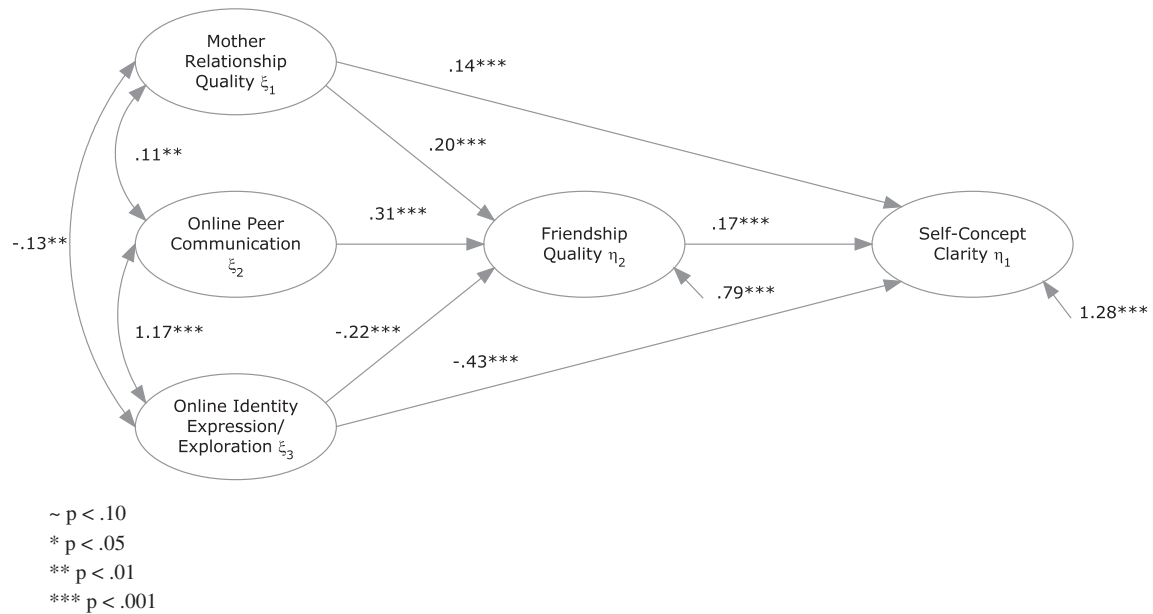 Mother
Relationship
Quality ξ1
.14***
.20***
.11**
Online Peer
Communication
ξ2
.31***
Friendship
Quality η2
.17***
Self-Concept
Clarity η1
-.13**
.79***
1.28***
1.17***
-.22***
-.43***
Online Identity
Expression/
Exploration ξ3
~ p < .10
* p < .05
** p < .01
*** p < .001